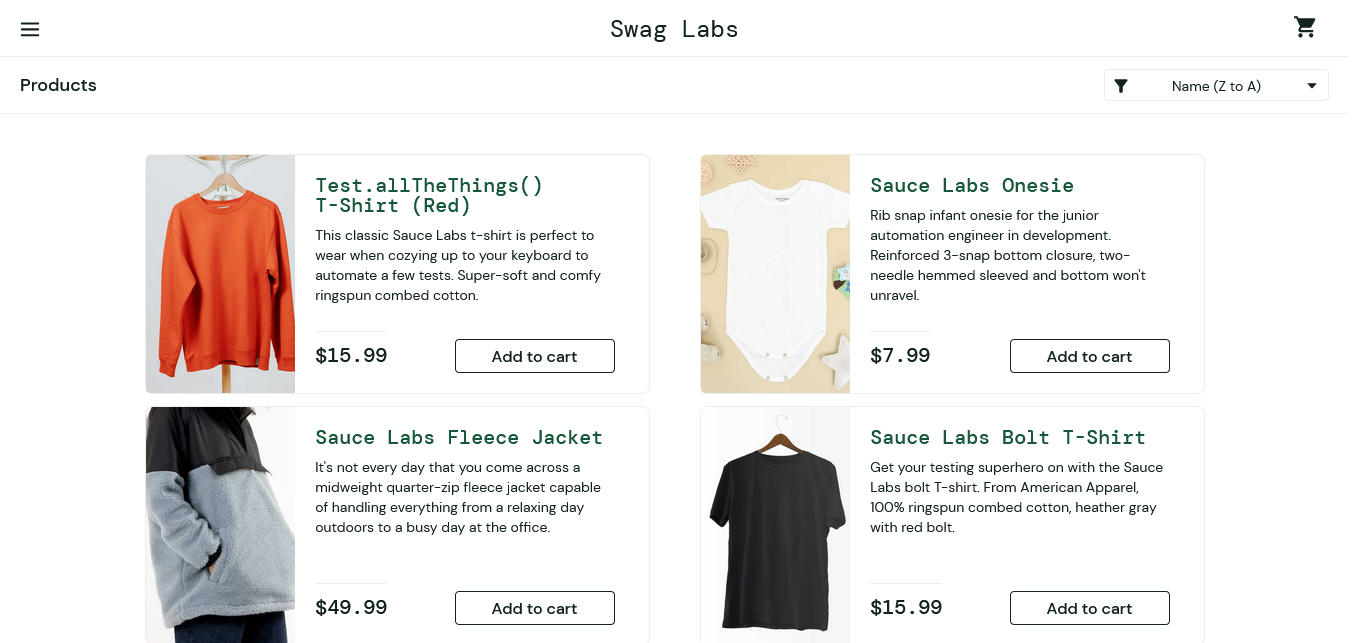 Swag Labs
Products
Name (Z to A)
Test.allTheThings()
T-Shirt (Red)
This classic Sauce Labs t-shirt is perfect to
wear when cozying up to your keyboard to
automate a few tests. Super-soft and comfy
ringspun combed cotton.
$15.99
Add to cart
Sauce Labs Onesie
Rib snap infant onesie for the junior
automation engineer in development.
Reinforced 3-snap bottom closure, two-
needle hemmed sleeved and bottom won't
unravel.
$7.99
Add to cart
Sauce Labs Fleece Jacket
It's not every day that you come across a
midweight quarter-zip fleece jacket capable
of handling everything from a relaxing day
outdoors to a busy day at the office.
$49.99
Add to cart
Sauce Labs Bolt T-Shirt
Get your testing superhero on with the Sauce
Labs bolt T-shirt. From American Apparel,
100% ringspun combed cotton, heather gray
with red bolt.
$15.99
Add to cart